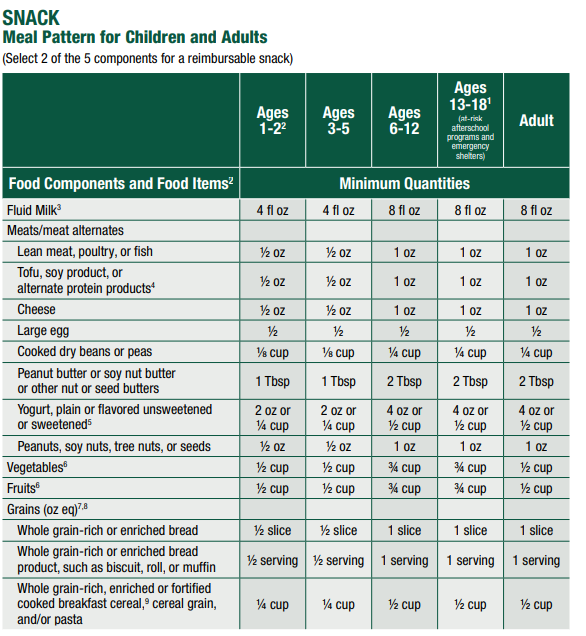 SNACK
Meal Pattern for Children and Adults
(Select 2 of the 5 components for a reimbursable snack)
Ages 1-2² Ages 3-5 Ages 6-12 Ages 13-18¹ (at-risk afterschool programs and emergency shelters) Adult
Food Components and Food Items² Minimum Quantities
Fluid Milk³ 4 fl oz 4 fl oz 8 fl oz 8 fl oz 8 fl oz
Meats/meat alternates
Lean meat, poultry, or fish ½ oz ½ oz 1 oz 1 oz 1 oz
Tofu, soy product, or
alternate protein products⁴ ½ oz ½ oz 1 oz 1 oz 1 oz
Cheese ½ oz ½ oz 1 oz 1 oz 1 oz
Large egg ½ ½ ½ ½ ½
Cooked dry beans or peas ⅛ cup ⅛ cup ¼ cup ¼ cup ¼ cup
Peanut butter or soy nut butter
or other nut or seed butters 1 Tbsp 1 Tbsp 2 Tbsp 2 Tbsp 2 Tbsp
Yogurt, plain or flavored unsweetened 2 oz or 2 oz or 4 oz or 4 oz or 4 oz or
or sweetened⁵ ¼ cup ¼ cup ½ cup ½ cup ½ cup
Peanuts, soy nuts, tree nuts, or seeds ½ oz ½ oz 1 oz 1 oz 1 oz
Vegetables⁶ ½ cup ½ cup ¾ cup ¾ cup ½ cup
Fruits⁶ ½ cup ½ cup ¾ cup ¾ cup ½ cup
Grains (oz eq)⁷,⁸
Whole grain-rich or enriched bread ½ slice ½ slice 1 slice 1 slice 1 slice
Whole grain-rich or enriched bread
product, such as biscuit, roll, or muffin ½ serving ½ serving 1 serving 1 serving 1 serving
Whole grain-rich, enriched or fortified
cooked breakfast cereal,⁹ cereal grain,
and/or pasta ¼ cup ¼ cup ½ cup ½ cup ½ cup